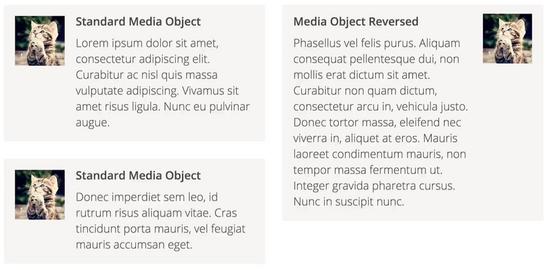 Standard Media Object
Lorem ipsum dolor sit amet,
consectetur adipiscing elit.
Curabitur ac nisl quis massa
vulputate adipiscing. Vivamus sit
amet risus ligula. Nunc eu pulvinar
augue.
Standard Media Object
Donec imperdiet sem leo, id
rutrum risus aliquam vitae. Cras
tincidunt porta mauris, vel feugiat
mauris accumsan eget.
Media Object Reversed
Phasellus vel felis purus. Aliquam
consequat pellentesque dui, non
mollis erat dictum sit amet.
Curabitur non quam dictum,
consectetur arcu in, vehicula justo.
Donec tortor massa, eleifend nec
viverra in, aliquet at eros. Mauris
laoreet condimentum mauris, non
tempor massa fermentum ut.
Integer gravida pharetra cursus.
Nunc in suscipit nunc.